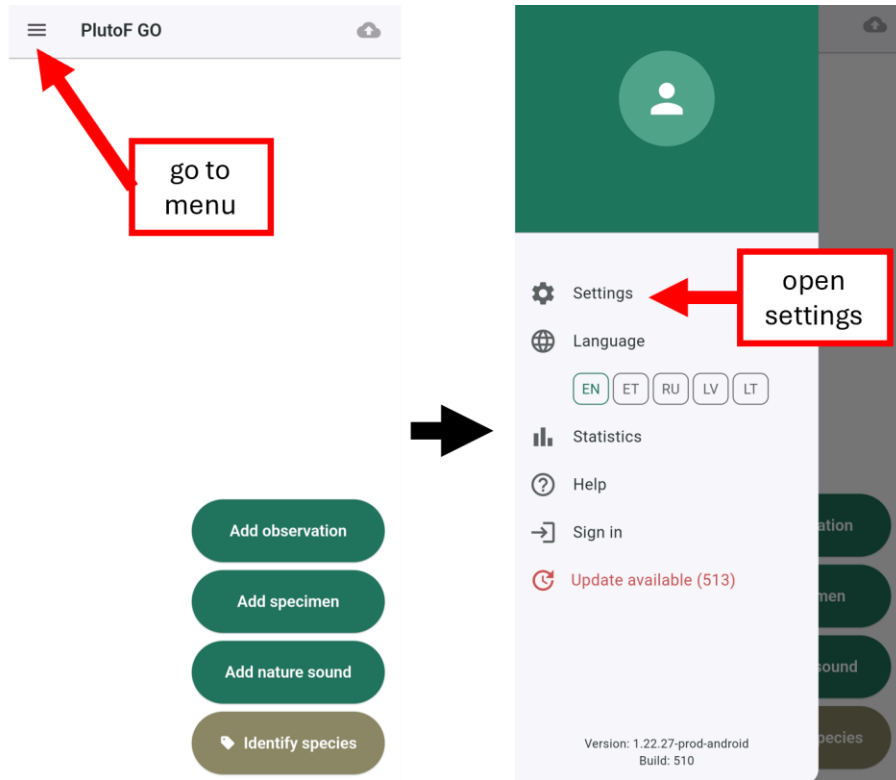 PlutoF GO
go to
menu
Add observation
Add specimen
Add nature sound
Identify species
Settings
open
settings
Language
EN ET RU LV LT
Statistics
Help
Sign in
Update available (513)
Version: 1.22.27-prod-android
Build: 510
ation
men
sound
pecies